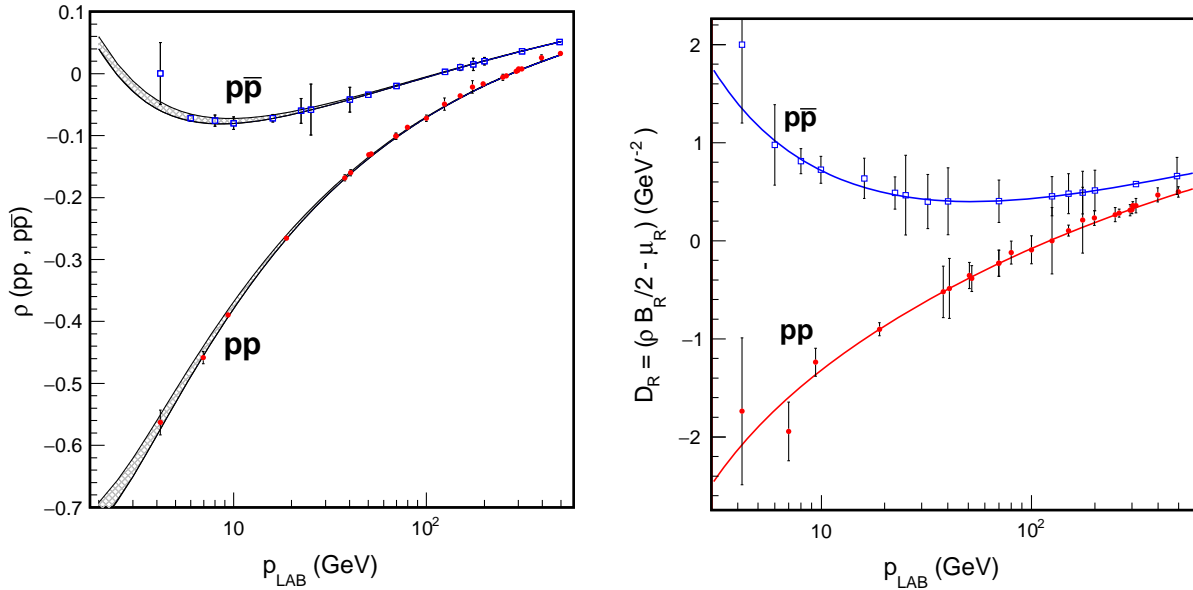 0.1
0
−0.1
−0.2
−0.3
−0.4
−0.5
−0.6
−0.7
ρ (pp , pp̅)
pp̅
pp
10
10²
p_LAB (GeV)
2
1
0
−1
−2
D_R = (ρ B_R/2 - μ_R) (GeV⁻²)
pp̅
pp
10
10²
p_LAB (GeV)